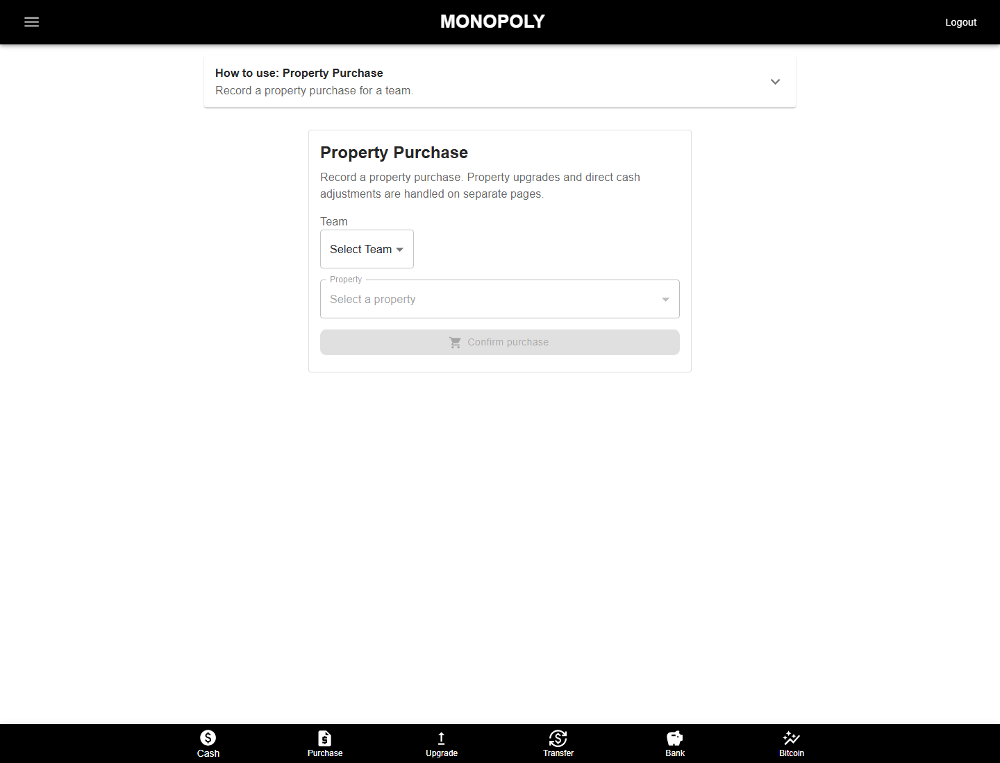 MONOPOLY
Logout
How to use: Property Purchase
Record a property purchase for a team.
Property Purchase
Record a property purchase. Property upgrades and direct cash
adjustments are handled on separate pages.
Team
Select Team
Property
Select a property
Confirm purchase
Cash
Purchase
Upgrade
Transfer
Bank
Bitcoin